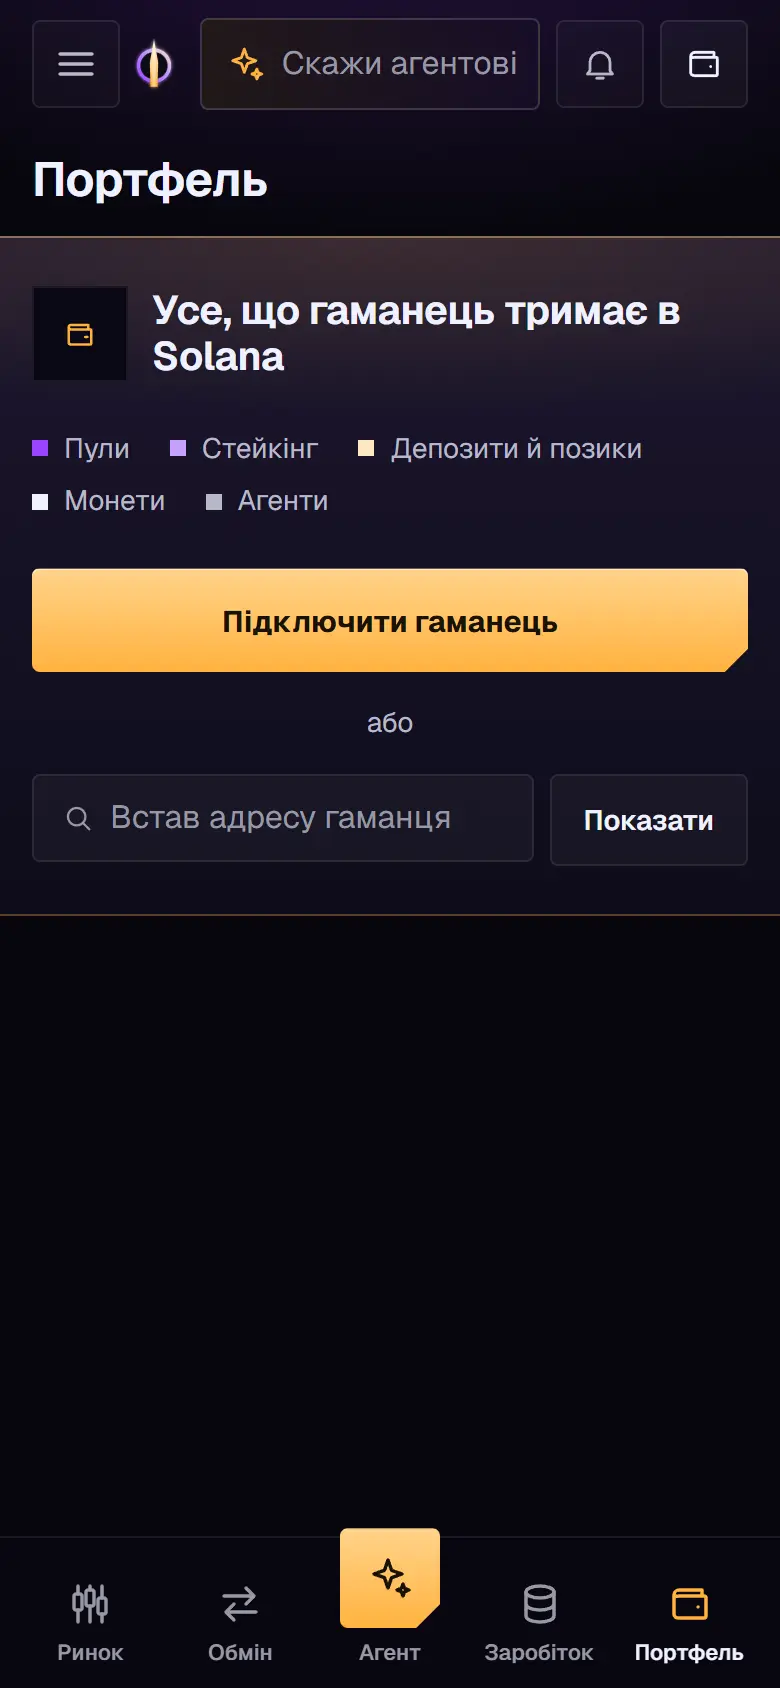 Скажи агентові
Портфель
Усе, що гаманець тримає в
Solana
Пули
Стейкінг
Депозити й позики
Монети
Агенти
Підключити гаманець
або
Встав адресу гаманця
Показати
Ринок
Обмін
Агент
Заробіток
Портфель